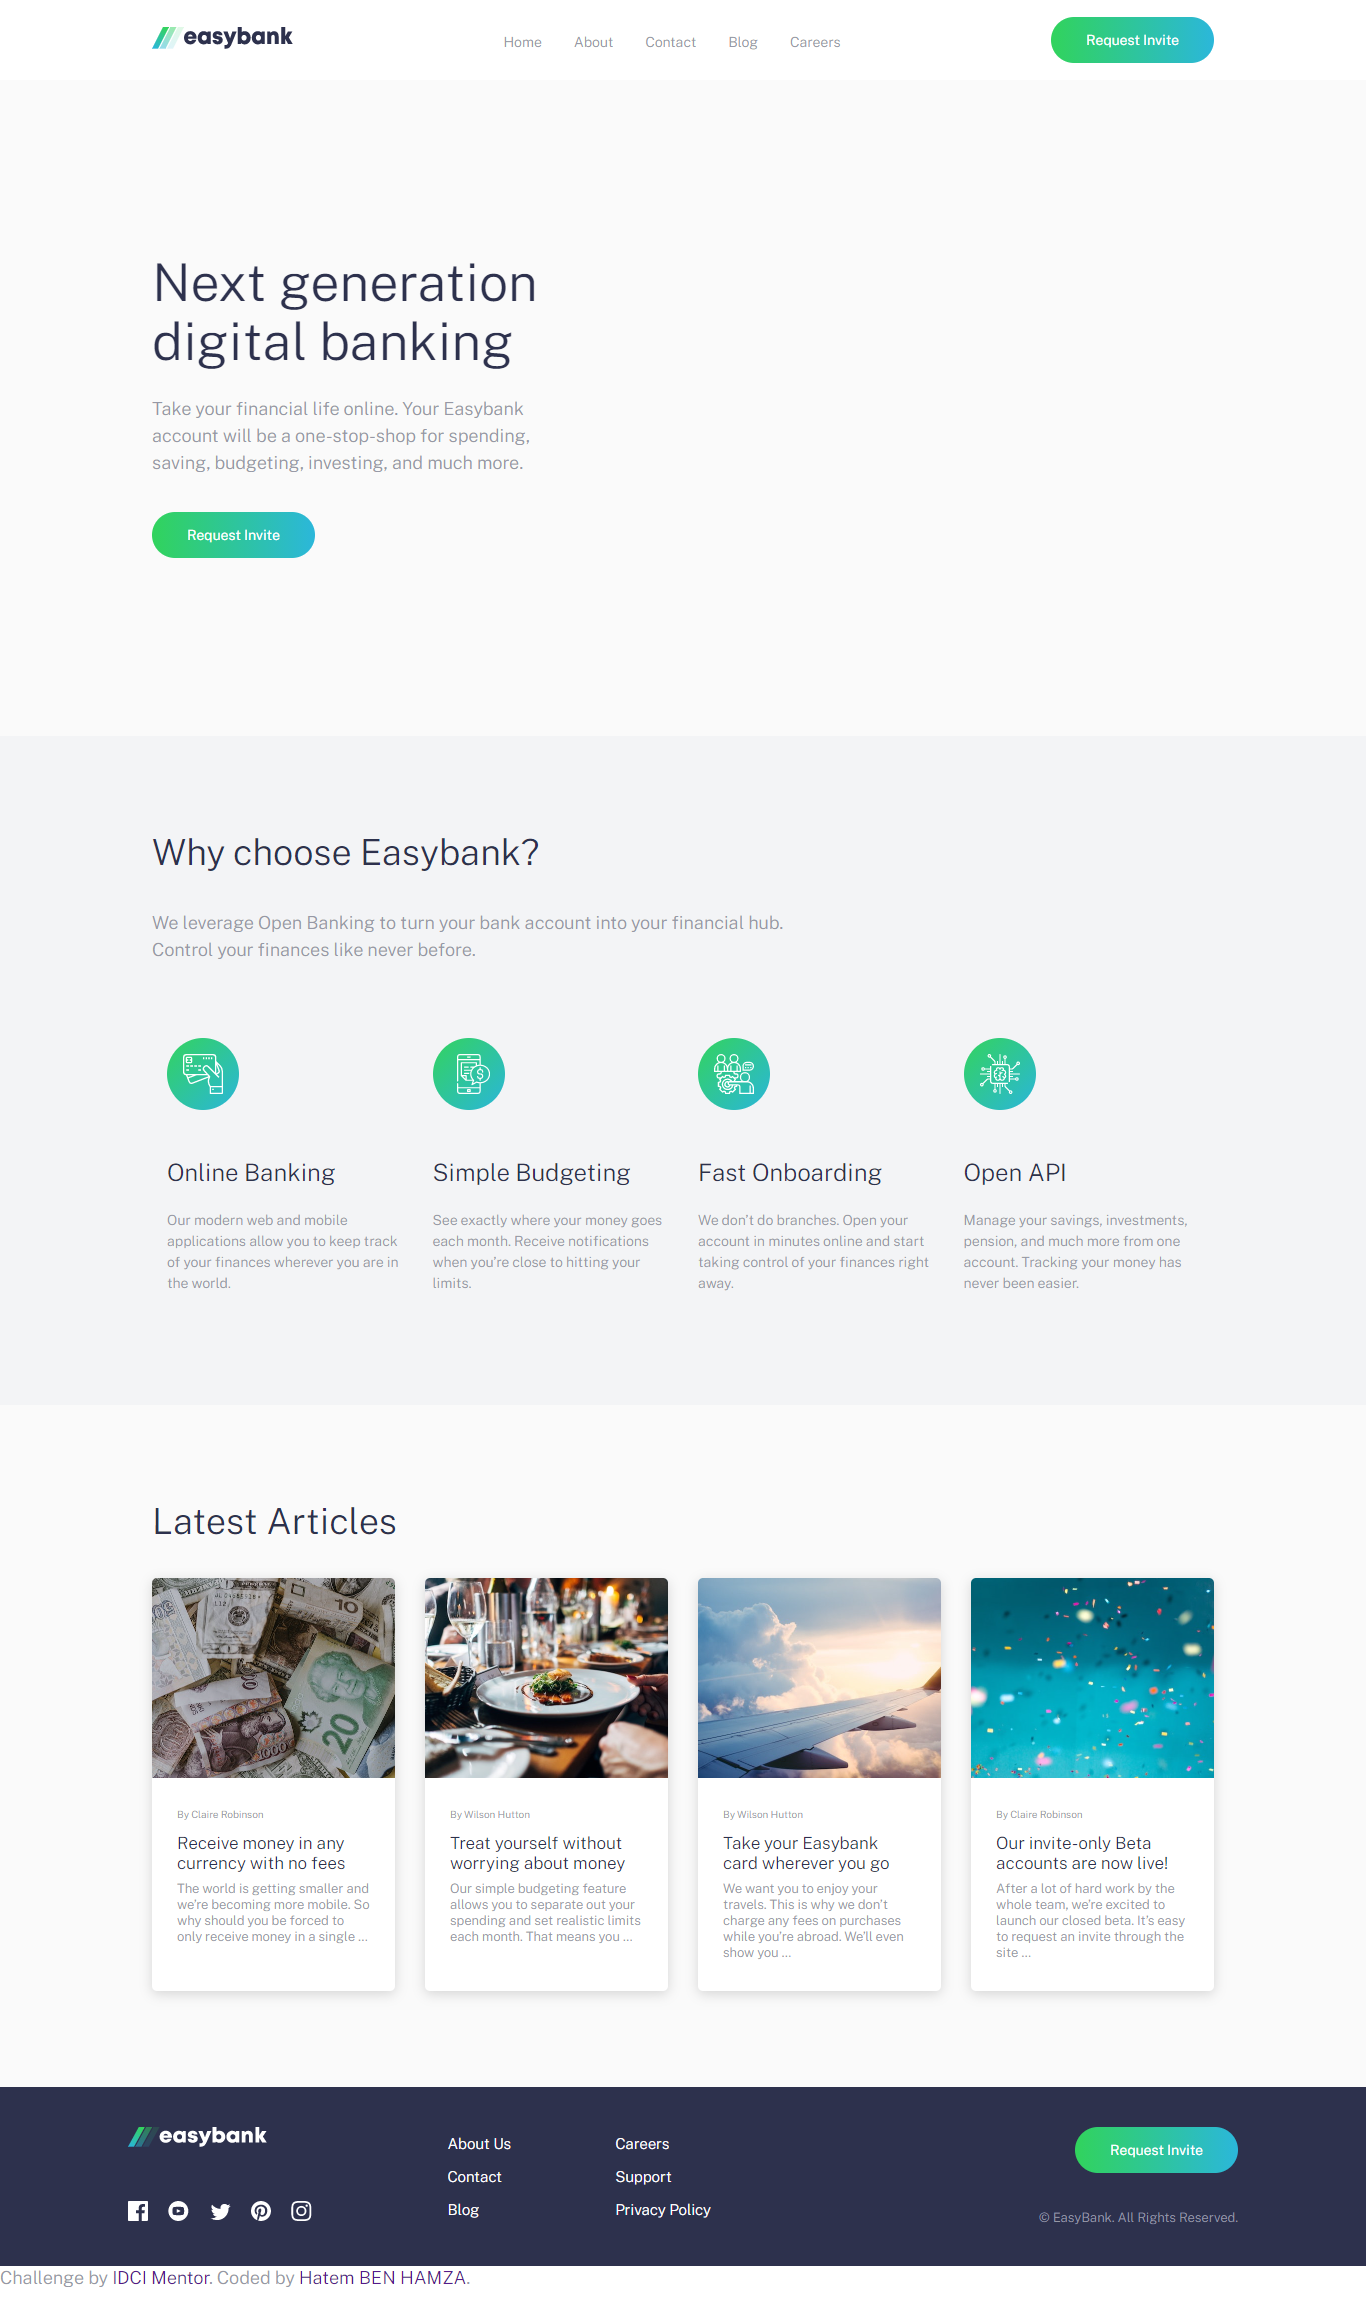 easybank
Home About Contact Blog Careers
Request Invite
Next generation
digital banking
Take your financial life online. Your Easybank
account will be a one-stop-shop for spending,
saving, budgeting, investing, and much more.
Request Invite
Why choose Easybank?
We leverage Open Banking to turn your bank account into your financial hub.
Control your finances like never before.
Online Banking
Our modern web and mobile
applications allow you to keep track
of your finances wherever you are in
the world.
Simple Budgeting
See exactly where your money goes
each month. Receive notifications
when you're close to hitting your
limits.
Fast Onboarding
We don't do branches. Open your
account in minutes online and start
taking control of your finances right
away.
Open API
Manage your savings, investments,
pension, and much more from one
account. Tracking your money has
never been easier.
Latest Articles
10
20
1000
By Claire Robinson
Receive money in any
currency with no fees
The world is getting smaller and
we're becoming more mobile. So
why should you be forced to
only receive money in a single ...
By Wilson Hutton
Treat yourself without
worrying about money
Our simple budgeting feature
allows you to separate out your
spending and set realistic limits
each month. That means you ...
By Wilson Hutton
Take your Easybank
card wherever you go
We want you to enjoy your
travels. This is why we don't
charge any fees on purchases
while you're abroad. We'll even
show you ...
By Claire Robinson
Our invite-only Beta
accounts are now live!
After a lot of hard work by the
whole team, we're excited to
launch our closed beta. It's easy
to request an invite through the
site ...
easybank
About Us
Contact
Blog
Careers
Support
Privacy Policy
Request Invite
© EasyBank. All Rights Reserved.
Challenge by IDCI Mentor. Coded by Hatem BEN HAMZA.